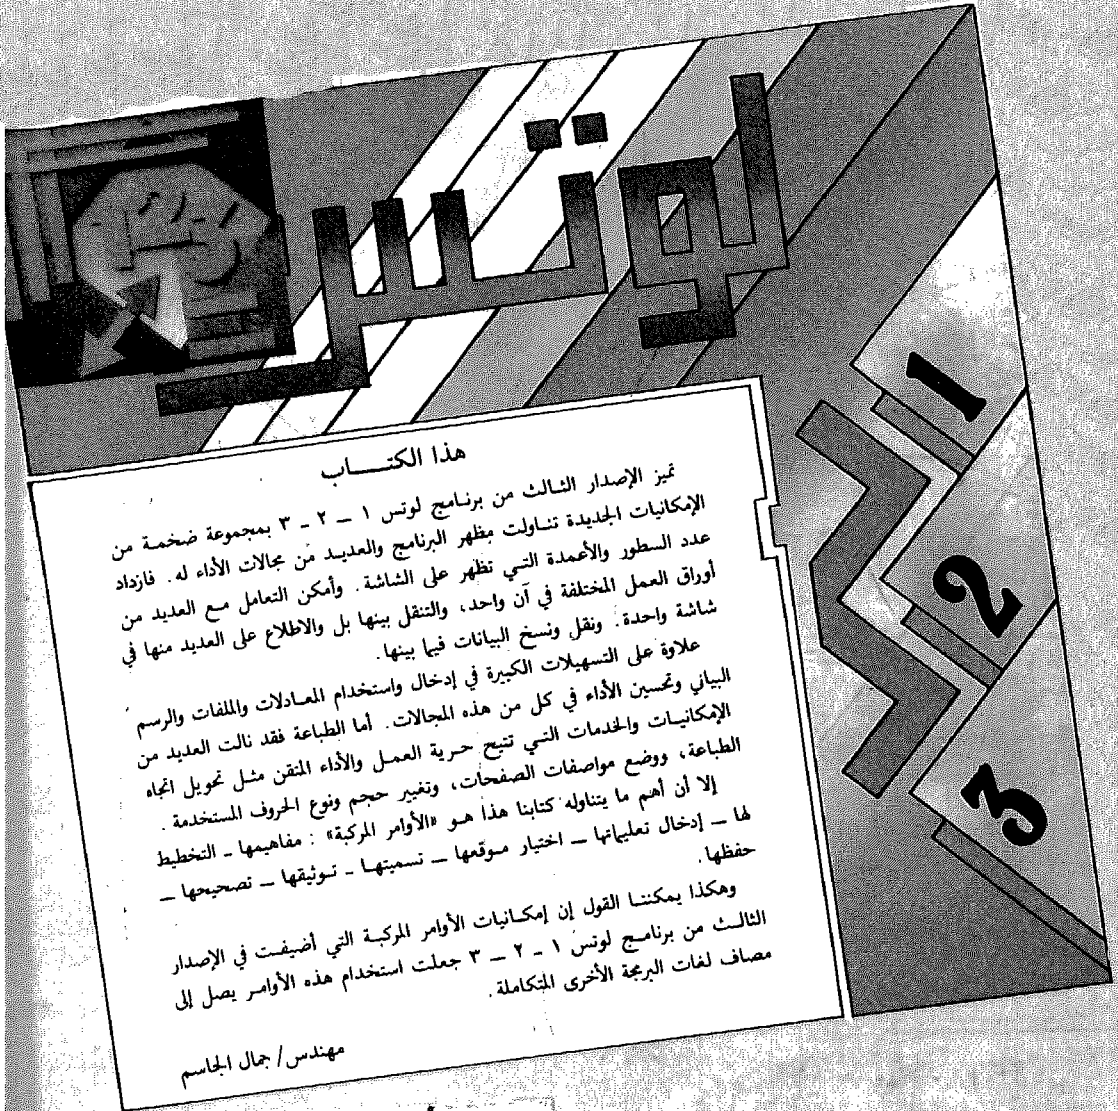 لوتس
1
2
3
هذا الكتـــــاب
تميز الإصدار الثالث من برنامج لوتس ١ ــ ٢ ـ ٣ بمجموعة ضخمة من
الإمكانيات الجديدة تناولت مظهر البرنامج والعديد من مجالات الأداء له. فازداد
عدد السطور والأعمدة التي تظهر على الشاشة. وأمكن التعامل مع العديد من
أوراق العمل المختلفة في آن واحد، والتنقل بينها بل والاطلاع على العديد منها في
شاشة واحدة. ونقل ونسخ البيانات فيما بينها.
علاوة على التسهيلات الكبيرة في إدخال واستخدام المعادلات والملفات والرسم
البياني وتحسين الأداء في كل من هذه المجالات. أما الطباعة فقد نالت العديد من
الإمكانيات والخدمات التي تتيح حرية العمل والأداء المتقن مثل تحويل اتجاه
الطباعة، ووضع مواصفات الصفحات، وتغيير حجم ونوع الحروف المستخدمة.
إلا أن أهم ما يتناوله كتابنا هذا هو «الأوامر المركبة»: مفاهيمها ـ التخطيط
لها ــ إدخال تعليماتها ــ اختيار موقعها ــ تسميتها ـ توثيقها ــ تصحيحها ــ
حفظها.
وهكذا يمكننا القول إن إمكانيات الأوامر المركبة التي أضيفت في الإصدار
الثالث من برنامج لوتس ١ ـ ٢ ــ ٣ جعلت استخدام هذه الأوامر يصل إلى
مصاف لغات البرمجة الأخرى المتكاملة.
مهندس/ جمال الجاسم